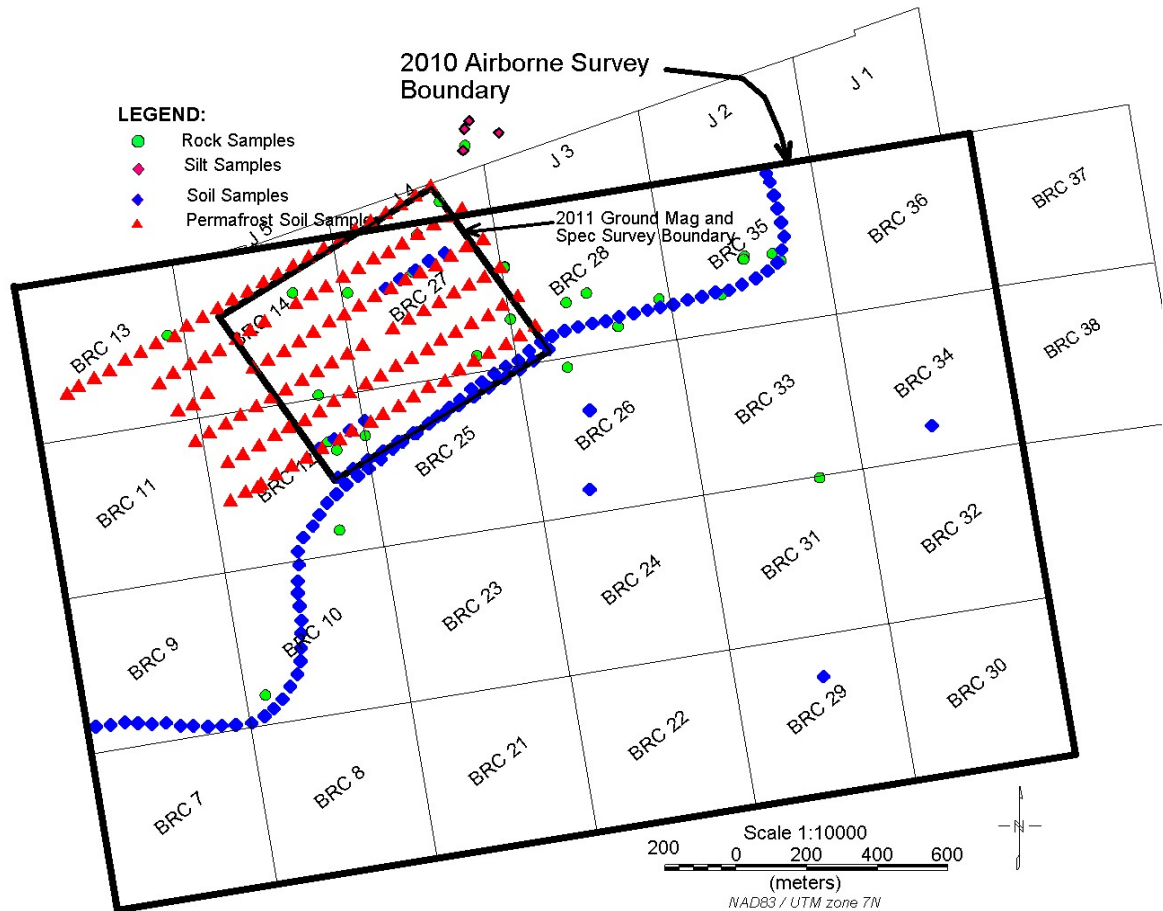 2010 Airborne Survey
Boundary
J 1
J 2
J 3
J 4
J 5
LEGEND:
Rock Samples
Silt Samples
Soil Samples
Permafrost Soil Samples
2011 Ground Mag and
Spec Survey Boundary
BRC 37
BRC 36
BRC 35
BRC 28
BRC 27
BRC 14
BRC 13
BRC 38
BRC 34
BRC 33
BRC 26
BRC 25
BRC 11
BRC 32
BRC 31
BRC 24
BRC 23
BRC 10
BRC 9
BRC 30
BRC 29
BRC 22
BRC 21
BRC 8
BRC 7
N
Scale 1:10000
200 0 200 400 600
(meters)
NAD83 / UTM zone 7N